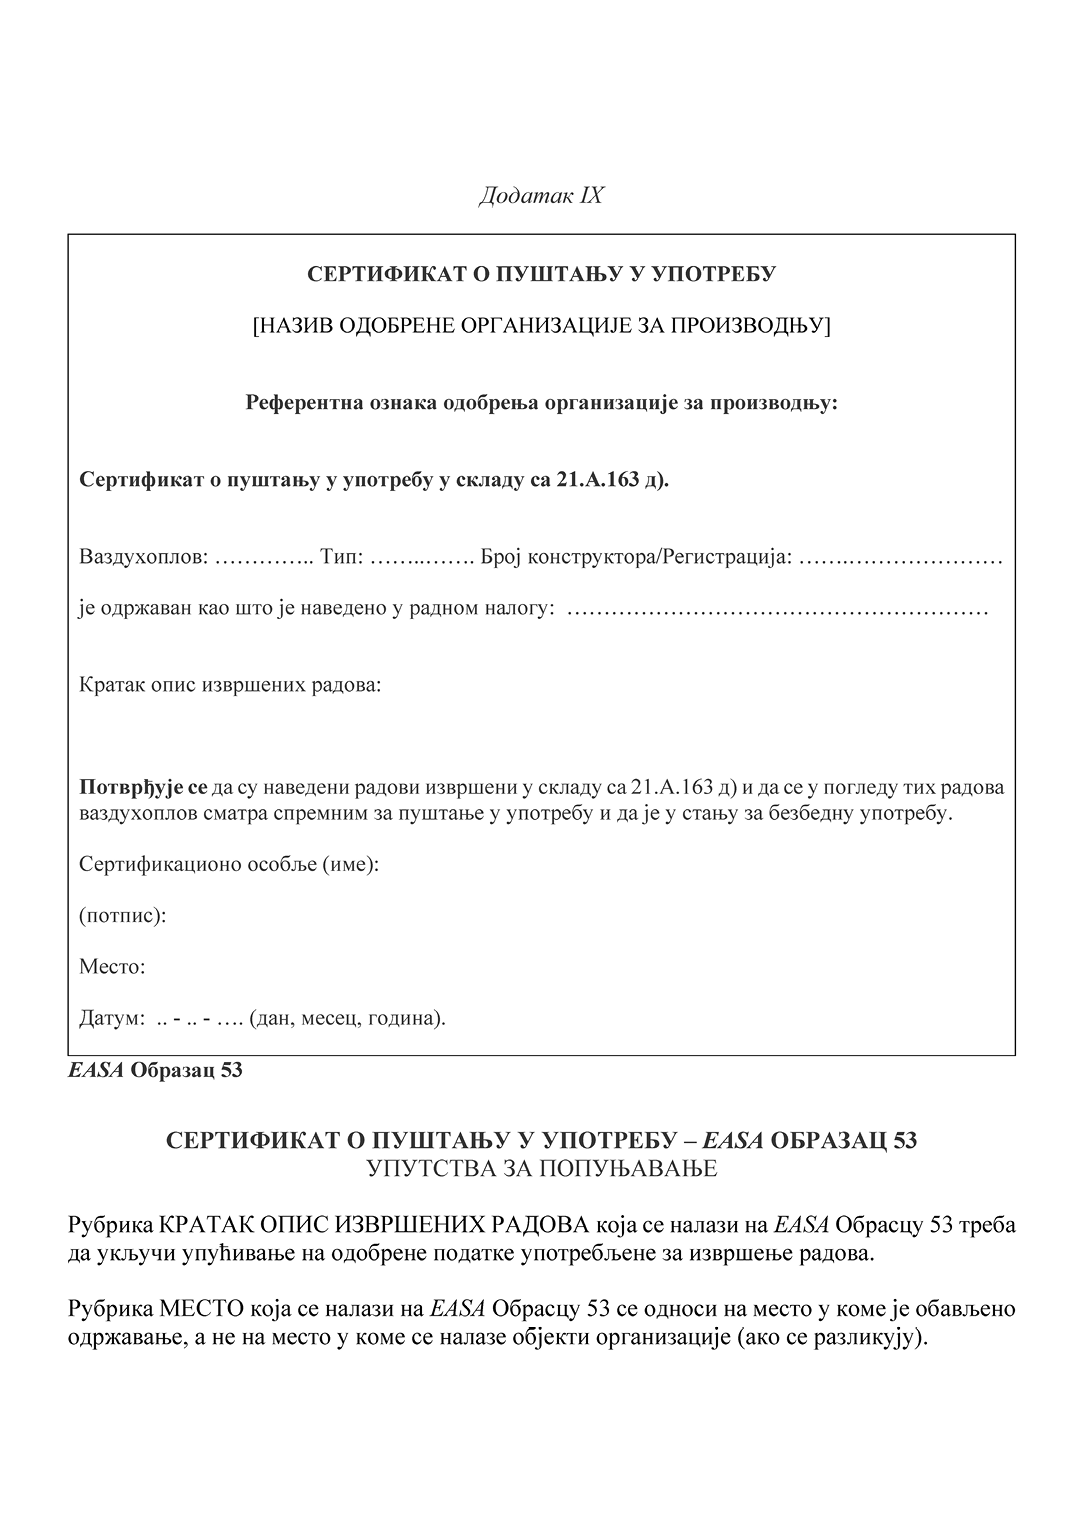 Додатак IX
СЕРТИФИКАТ О ПУШТАЊУ У УПОТРЕБУ
[НАЗИВ ОДОБРЕНЕ ОРГАНИЗАЦИЈЕ ЗА ПРОИЗВОДЊУ]
Референтна ознака одобрења организације за производњу:
Сертификат о пуштању у употребу у складу са 21.А.163 д).
Ваздухоплов: ………….. Тип: ……..……. Број конструктора/Регистрација: …….…………………
је одржаван као што је наведено у радном налогу: …………………………………………………
Кратак опис извршених радова:
Потврђује се да су наведени радови извршени у складу са 21.А.163 д) и да се у погледу тих радова
ваздухоплов сматра спремним за пуштање у употребу и да је у стању за безбедну употребу.
Сертификационо особље (име):
(потпис):
Место:
Датум: .. - .. - …. (дан, месец, година).
EASA Образац 53
СЕРТИФИКАТ О ПУШТАЊУ У УПОТРЕБУ – EASA ОБРАЗАЦ 53
УПУТСТВА ЗА ПОПУЊАВАЊЕ
Рубрика КРАТАК ОПИС ИЗВРШЕНИХ РАДОВА која се налази на EASA Обрасцу 53 треба
да укључи упућивање на одобрене податке употребљене за извршење радова.
Рубрика МЕСТО која се налази на EASA Обрасцу 53 се односи на место у коме је обављено
одржавање, а не на место у коме се налазе објекти организације (ако се разликују).